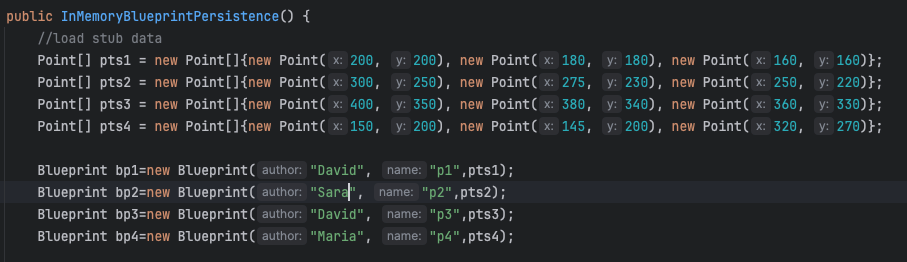 public InMemoryBlueprintPersistence() {
//load stub data
Point[] pts1 = new Point[]{new Point( x: 200, y: 200), new Point( x: 180, y: 180), new Point( x: 160, y: 160)};
Point[] pts2 = new Point[]{new Point( x: 300, y: 250), new Point( x: 275, y: 230), new Point( x: 250, y: 220)};
Point[] pts3 = new Point[]{new Point( x: 400, y: 350), new Point( x: 380, y: 340), new Point( x: 360, y: 330)};
Point[] pts4 = new Point[]{new Point( x: 150, y: 200), new Point( x: 145, y: 200), new Point( x: 320, y: 270)};
Blueprint bp1=new Blueprint( author: "David", name: "p1",pts1);
Blueprint bp2=new Blueprint( author: "Sara", name: "p2",pts2);
Blueprint bp3=new Blueprint( author: "David", name: "p3",pts3);
Blueprint bp4=new Blueprint( author: "Maria", name: "p4",pts4);